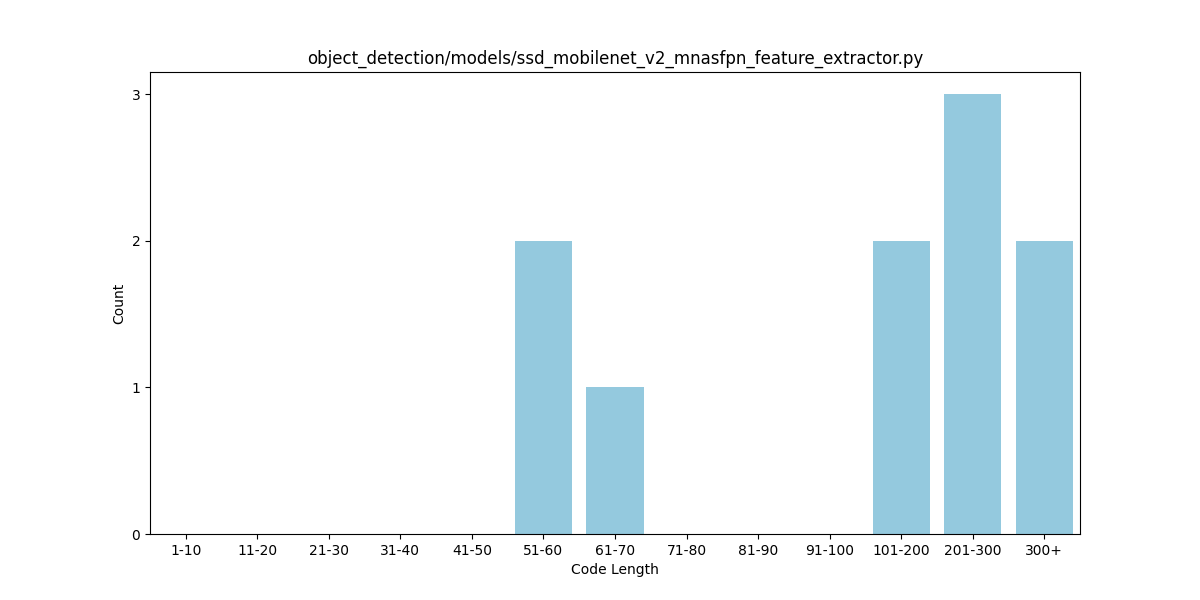 object_detection/models/ssd_mobilenet_v2_mnasfpn_feature_extractor.py
Count
3
2
1
0
1-10 11-20 21-30 31-40 41-50 51-60 61-70 71-80 81-90 91-100 101-200 201-300 300+
Code Length